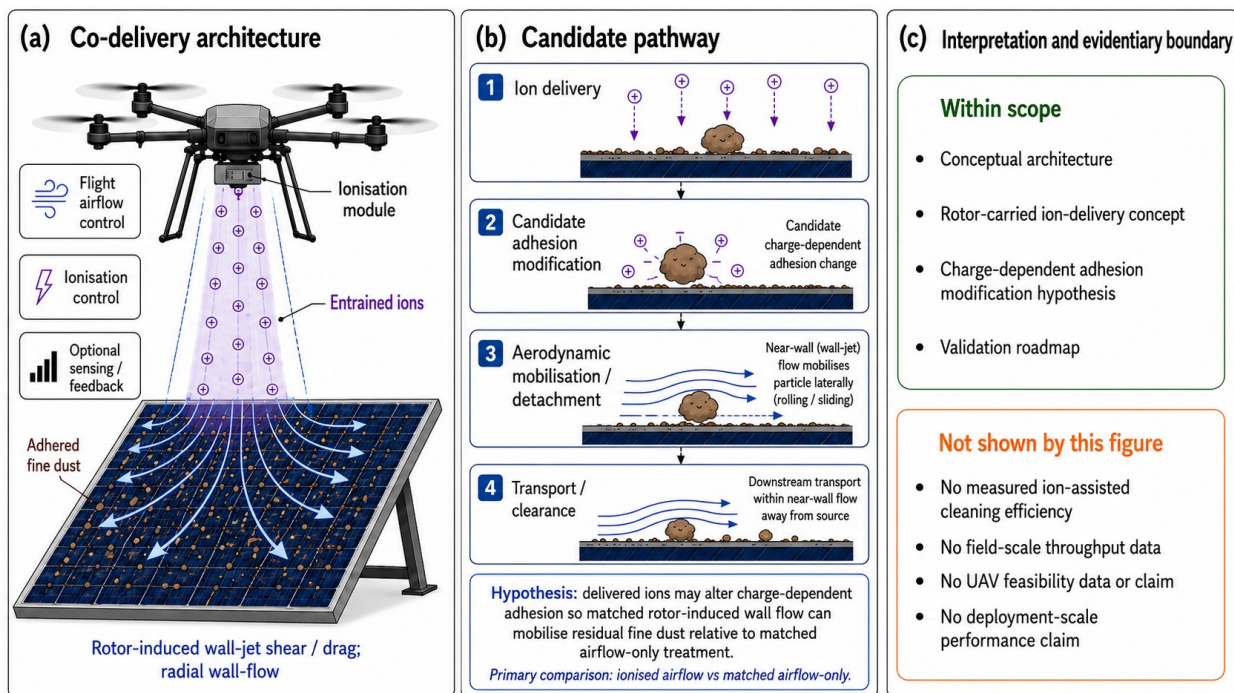 (a) Co-delivery architecture
Flight
airflow
control
Ionisation
control
Optional
sensing /
feedback
Ionisation
module
Entrained ions
Adhered
fine dust
Rotor-induced wall-jet shear / drag;
radial wall-flow
(b) Candidate pathway
1 Ion delivery
2 Candidate
adhesion
modification
Candidate
charge-dependent
adhesion change
3 Aerodynamic
mobilisation /
detachment
Near-wall (wall-jet)
flow mobilises
particle laterally
(rolling / sliding)
4 Transport /
clearance
Downstream transport
within near-wall flow
away from source
Hypothesis: delivered ions may alter charge-dependent
adhesion so matched rotor-induced wall flow can
mobilise residual fine dust relative to matched
airflow-only treatment.
Primary comparison: ionised airflow vs matched airflow-only.
(c) Interpretation and evidentiary boundary
Within scope
• Conceptual architecture
• Rotor-carried ion-delivery concept
• Charge-dependent adhesion
modification hypothesis
• Validation roadmap
Not shown by this figure
• No measured ion-assisted
cleaning efficiency
• No field-scale throughput data
• No UAV feasibility data or claim
• No deployment-scale
performance claim